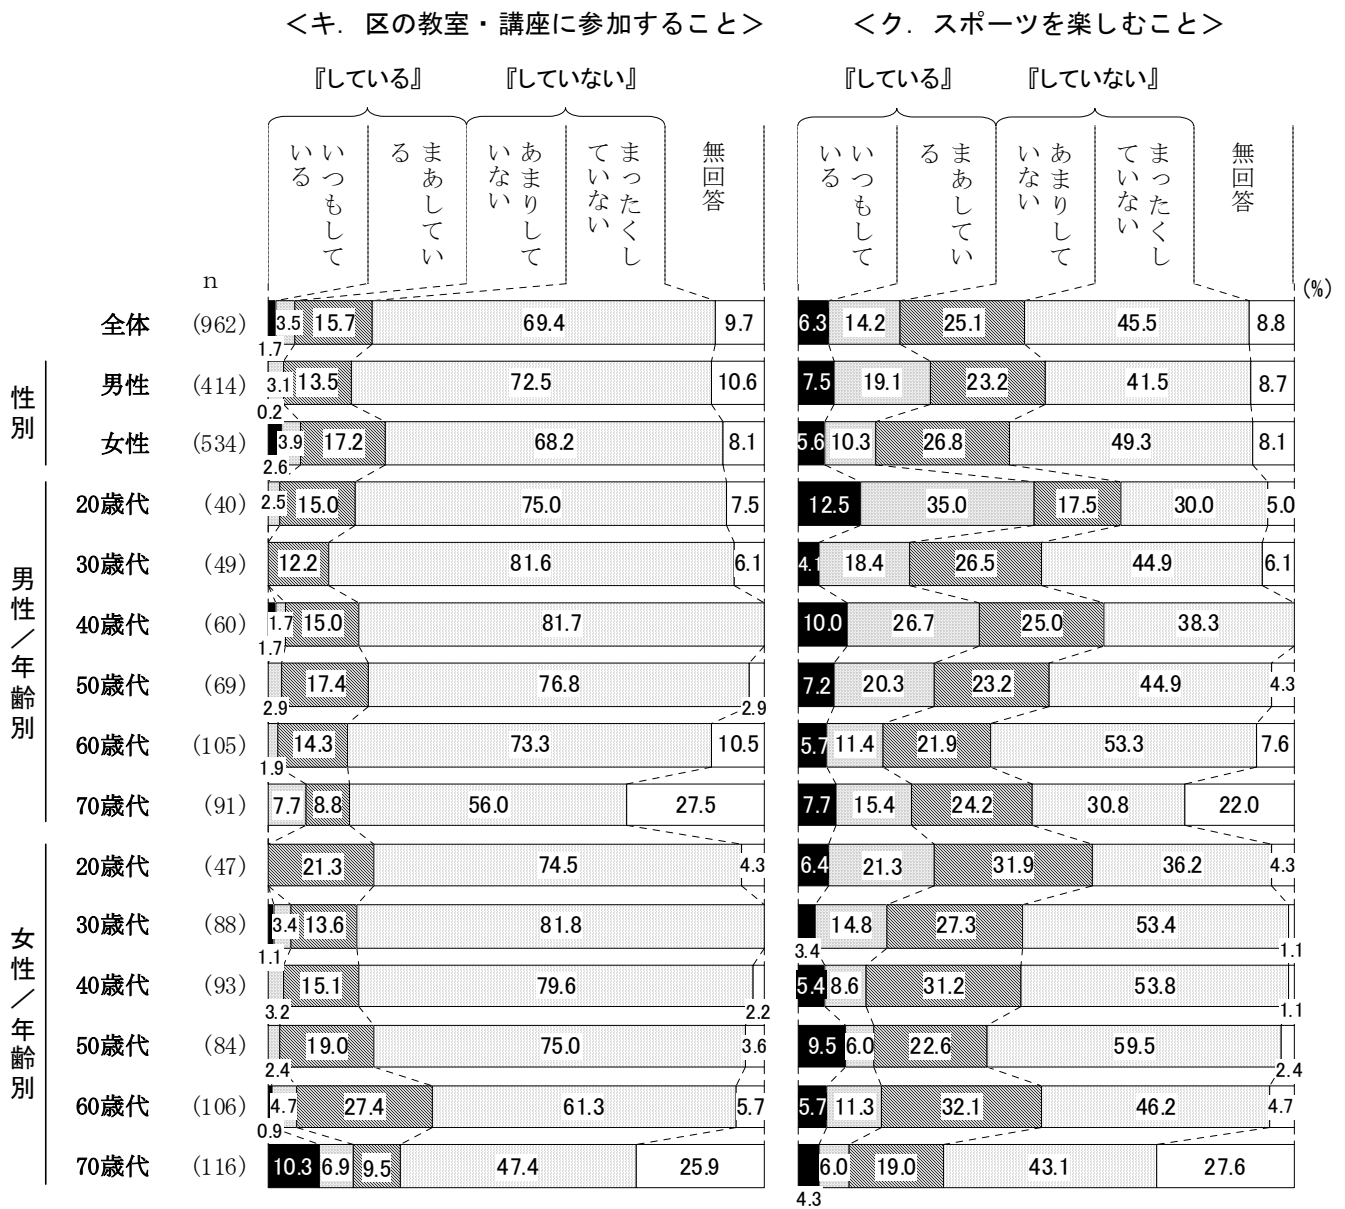 ＜キ．区の教室・講座に参加すること＞ ＜ク．スポーツを楽しむこと＞
『している』 『していない』 『している』 『していない』
いつもしている まあしている あまりしていない まったくしていない 無回答 いつもしている まあしている あまりしていない まったくしていない 無回答
n (%)
全体 (962) 1.7 3.5 15.7 69.4 9.7 6.3 14.2 25.1 45.5 8.8
性別
男性 (414) 0.2 3.1 13.5 72.5 10.6 7.5 19.1 23.2 41.5 8.7
女性 (534) 2.6 3.9 17.2 68.2 8.1 5.6 10.3 26.8 49.3 8.1
男性／年齢別
20歳代 (40) 2.5 15.0 75.0 7.5 12.5 35.0 17.5 30.0 5.0
30歳代 (49) 12.2 81.6 6.1 4.1 18.4 26.5 44.9 6.1
40歳代 (60) 1.7 1.7 15.0 81.7 10.0 26.7 25.0 38.3
50歳代 (69) 2.9 17.4 76.8 2.9 7.2 20.3 23.2 44.9 4.3
60歳代 (105) 1.9 14.3 73.3 10.5 5.7 11.4 21.9 53.3 7.6
70歳代 (91) 7.7 8.8 56.0 27.5 7.7 15.4 24.2 30.8 22.0
女性／年齢別
20歳代 (47) 21.3 74.5 4.3 6.4 21.3 31.9 36.2 4.3
30歳代 (88) 1.1 3.4 13.6 81.8 3.4 14.8 27.3 53.4 1.1
40歳代 (93) 3.2 15.1 79.6 2.2 5.4 8.6 31.2 53.8 1.1
50歳代 (84) 2.4 19.0 75.0 3.6 9.5 6.0 22.6 59.5 2.4
60歳代 (106) 0.9 4.7 27.4 61.3 5.7 5.7 11.3 32.1 46.2 4.7
70歳代 (116) 10.3 6.9 9.5 47.4 25.9 4.3 6.0 19.0 43.1 27.6